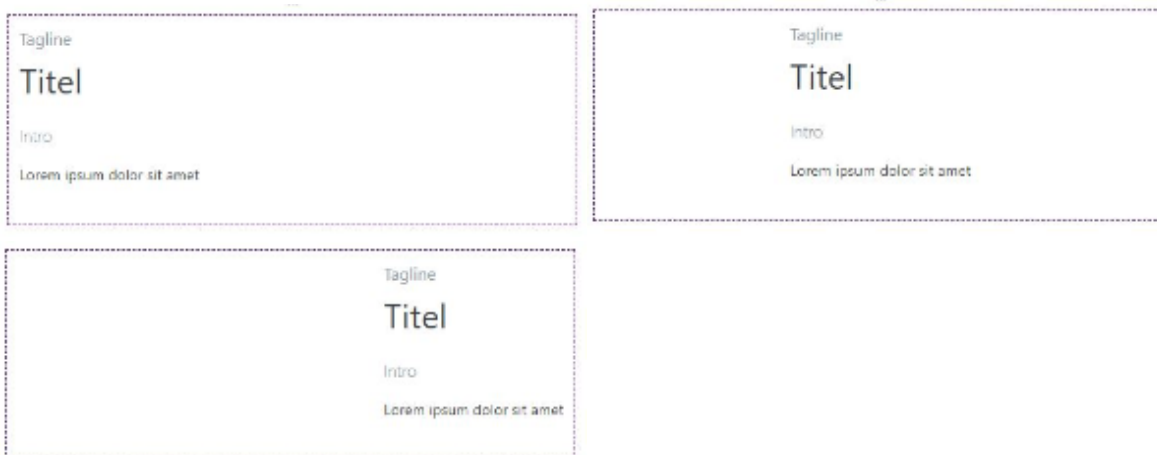 Tagline
Titel
Intro
Lorem ipsum dolor sit amet
Tagline
Titel
Intro
Lorem ipsum dolor sit amet
Tagline
Titel
Intro
Lorem ipsum dolor sit amet